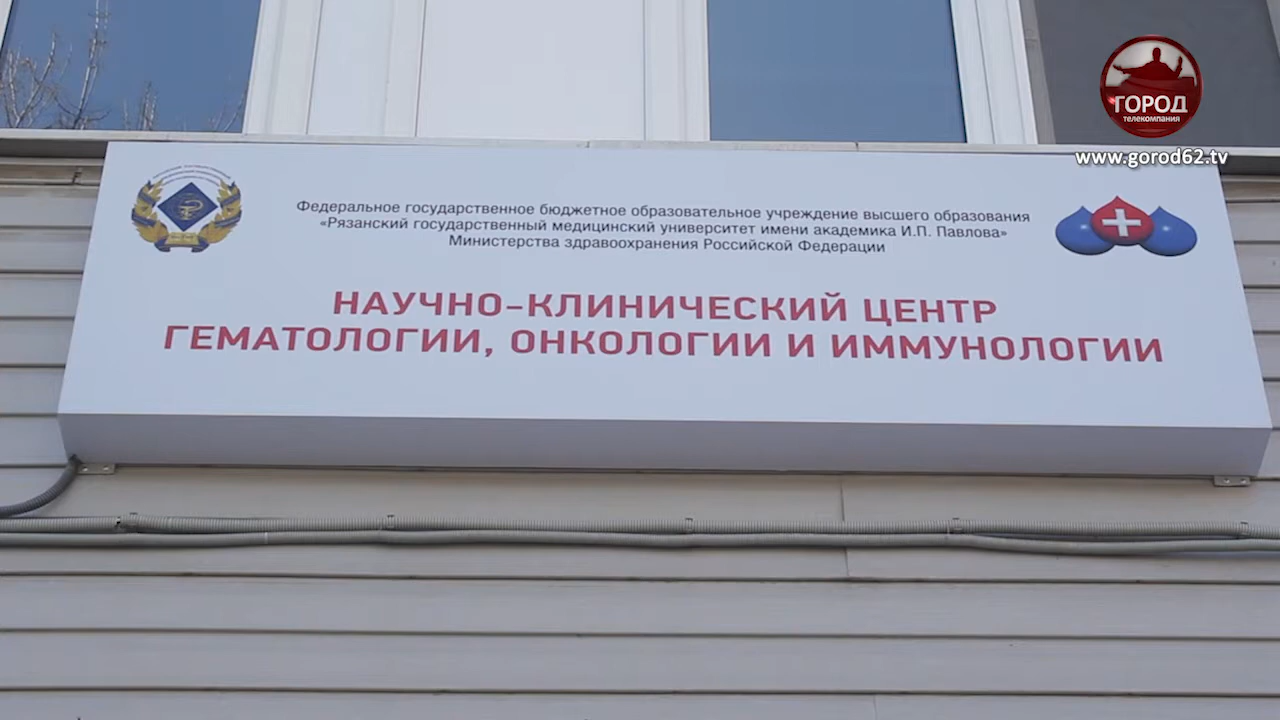 ГОРОД
телекомпания
www.gorod62.tv
Федеральное государственное бюджетное образовательное учреждение высшего образования
«Рязанский государственный медицинский университет имени академика И.П. Павлова»
Министерства здравоохранения Российской Федерации
НАУЧНО-КЛИНИЧЕСКИЙ ЦЕНТР
ГЕМАТОЛОГИИ, ОНКОЛОГИИ И ИММУНОЛОГИИ